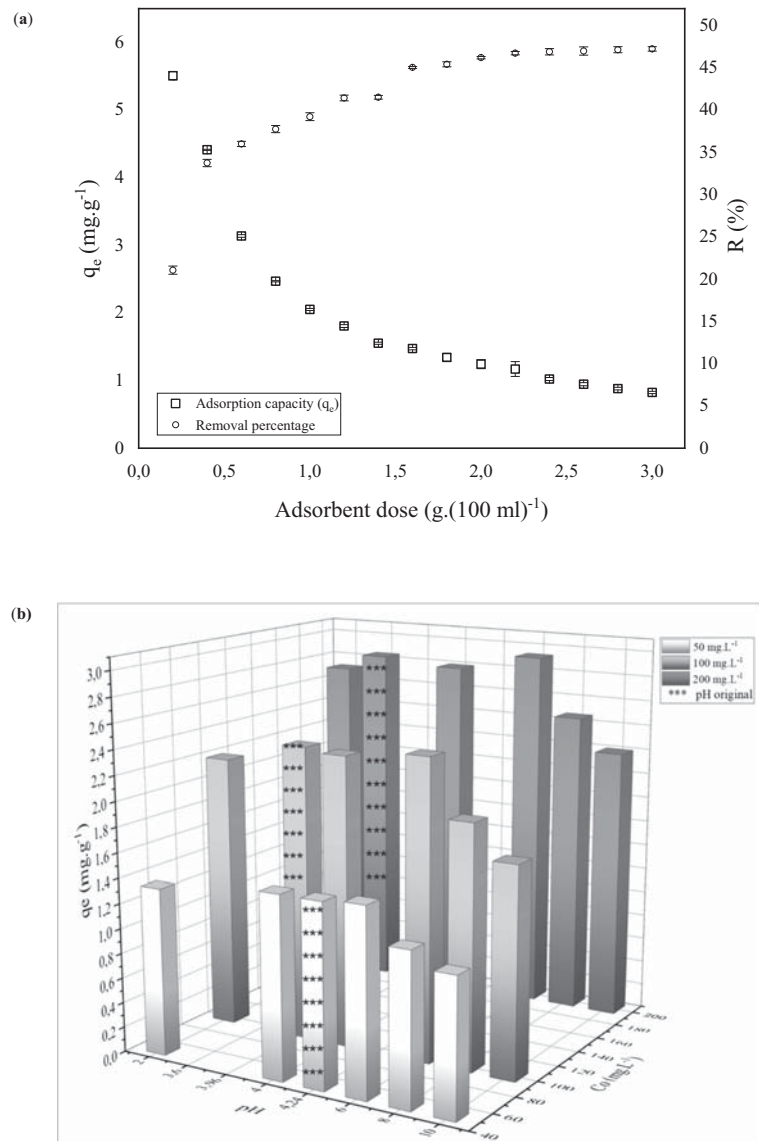 (a)
6
5
4
3
2
1
0
qₑ (mg.g⁻¹)
50
45
40
35
30
25
20
15
10
5
0
R (%)
Adsorption capacity (qₑ)
Removal percentage
0,0 0,5 1,0 1,5 2,0 2,5 3,0
Adsorbent dose (g.(100 ml)⁻¹)
(b)
50 mg.L⁻¹
100 mg.L⁻¹
200 mg.L⁻¹
*** pH original
3,0
2,8
2,6
2,4
2,2
2,0
1,8
1,6
1,4
1,2
1,0
0,8
0,6
0,4
0,2
0,0
qe (mg.g⁻¹)
2 3.6 3,96 4 4,24 6 8 10
pH
200
180
160
140
120
100
80
60
40
Co (mg.L⁻¹)